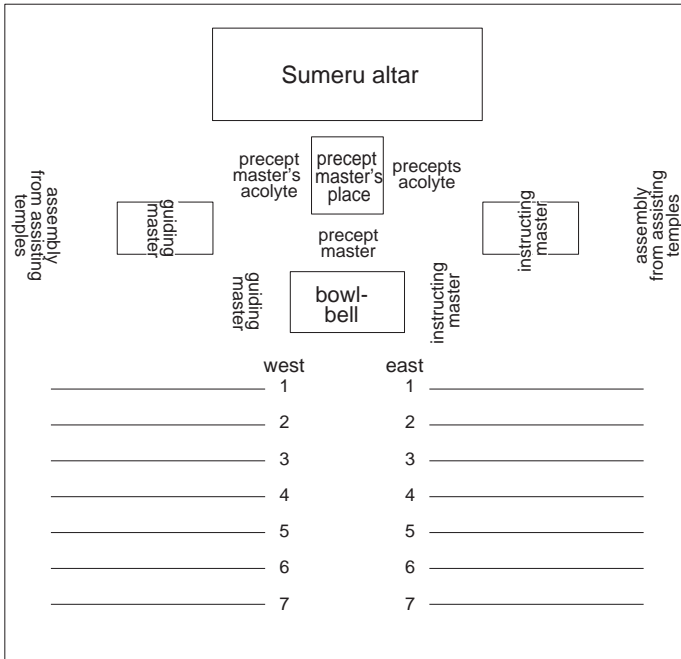 Sumeru altar
precept
master's
acolyte
precept
master's
place
precepts
acolyte
assembly
from assisting
temples
guiding
master
instructing
master
assembly
from assisting
temples
precept
master
guiding
master
bowl-
bell
instructing
master
west east
1 1
2 2
3 3
4 4
5 5
6 6
7 7